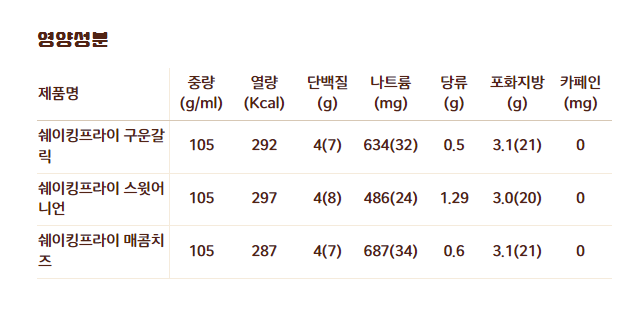 영양성분
제품명 중량 (g/ml) 열량 (Kcal) 단백질 (g) 나트륨 (mg) 당류 (g) 포화지방 (g) 카페인 (mg)
쉐이킹프라이 구운갈릭 105 292 4(7) 634(32) 0.5 3.1(21) 0
쉐이킹프라이 스윗어니언 105 297 4(8) 486(24) 1.29 3.0(20) 0
쉐이킹프라이 매콤치즈 105 287 4(7) 687(34) 0.6 3.1(21) 0